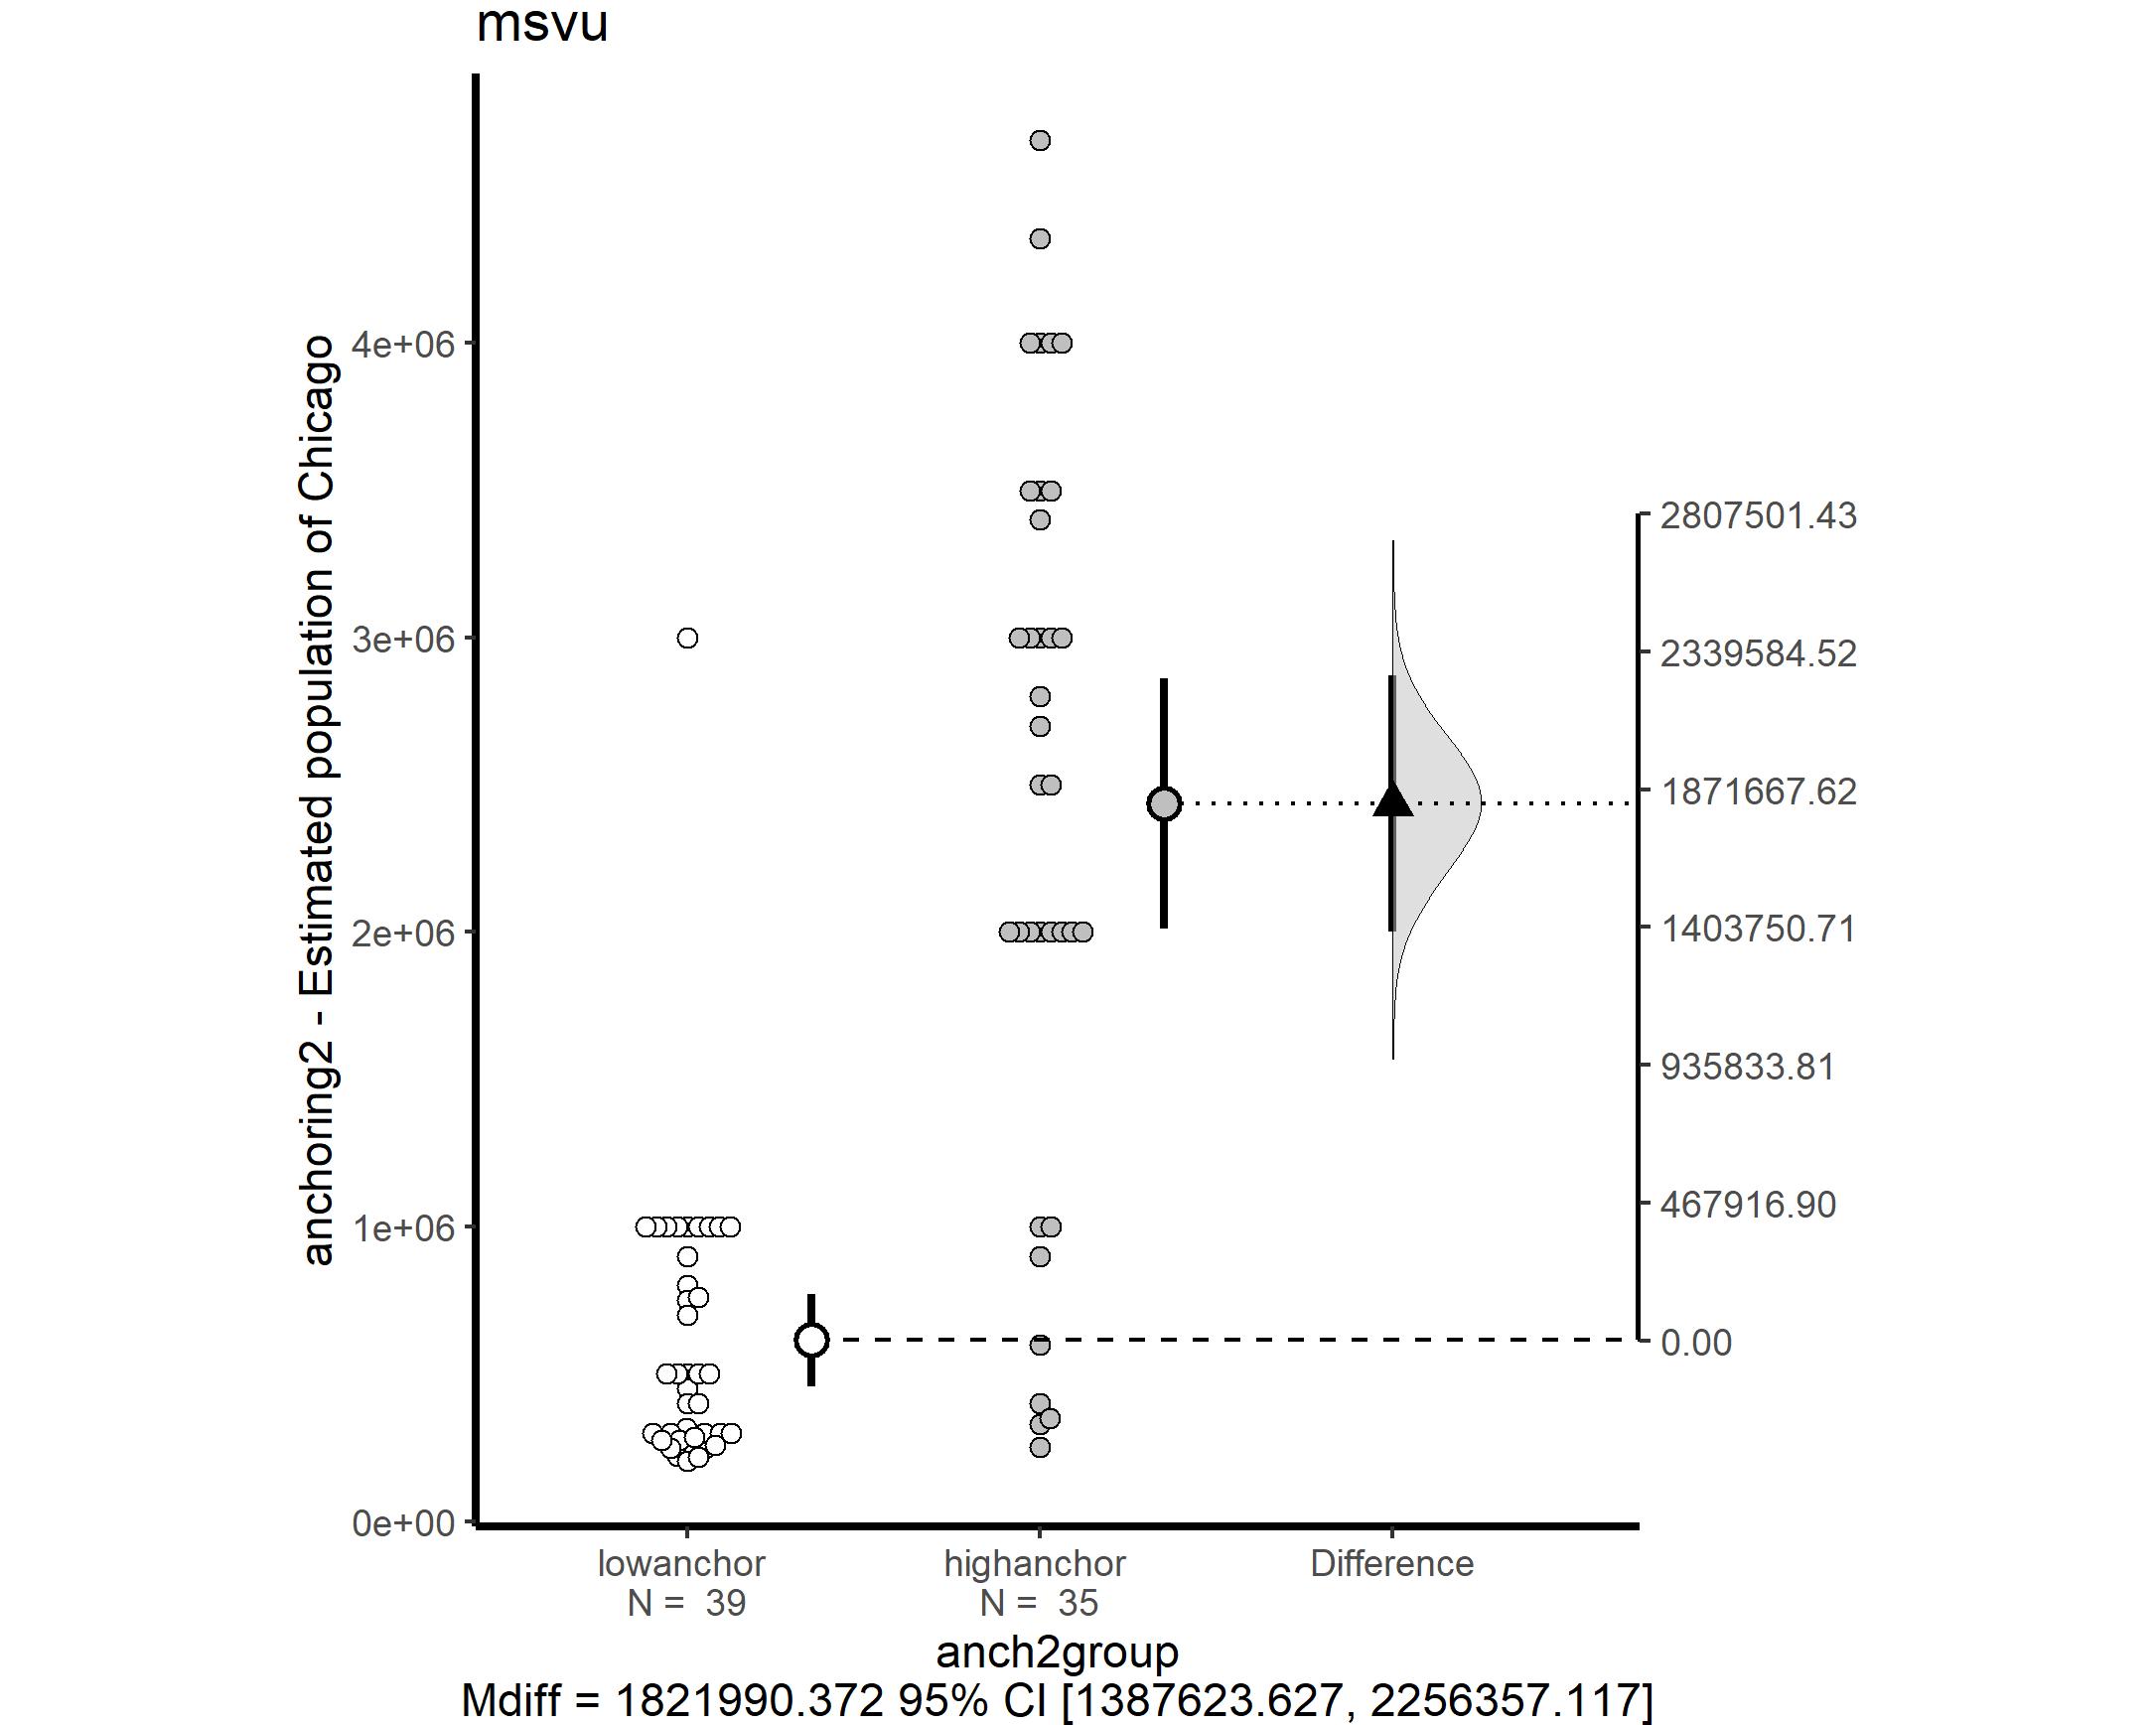 msvu
anchoring2 - Estimated population of Chicago
4e+06
3e+06
2e+06
1e+06
0e+00
2807501.43
2339584.52
1871667.62
1403750.71
935833.81
467916.90
0.00
lowanchor
N =  39
highanchor
N =  35
Difference
anch2group
Mdiff = 1821990.372 95% CI [1387623.627, 2256357.117]